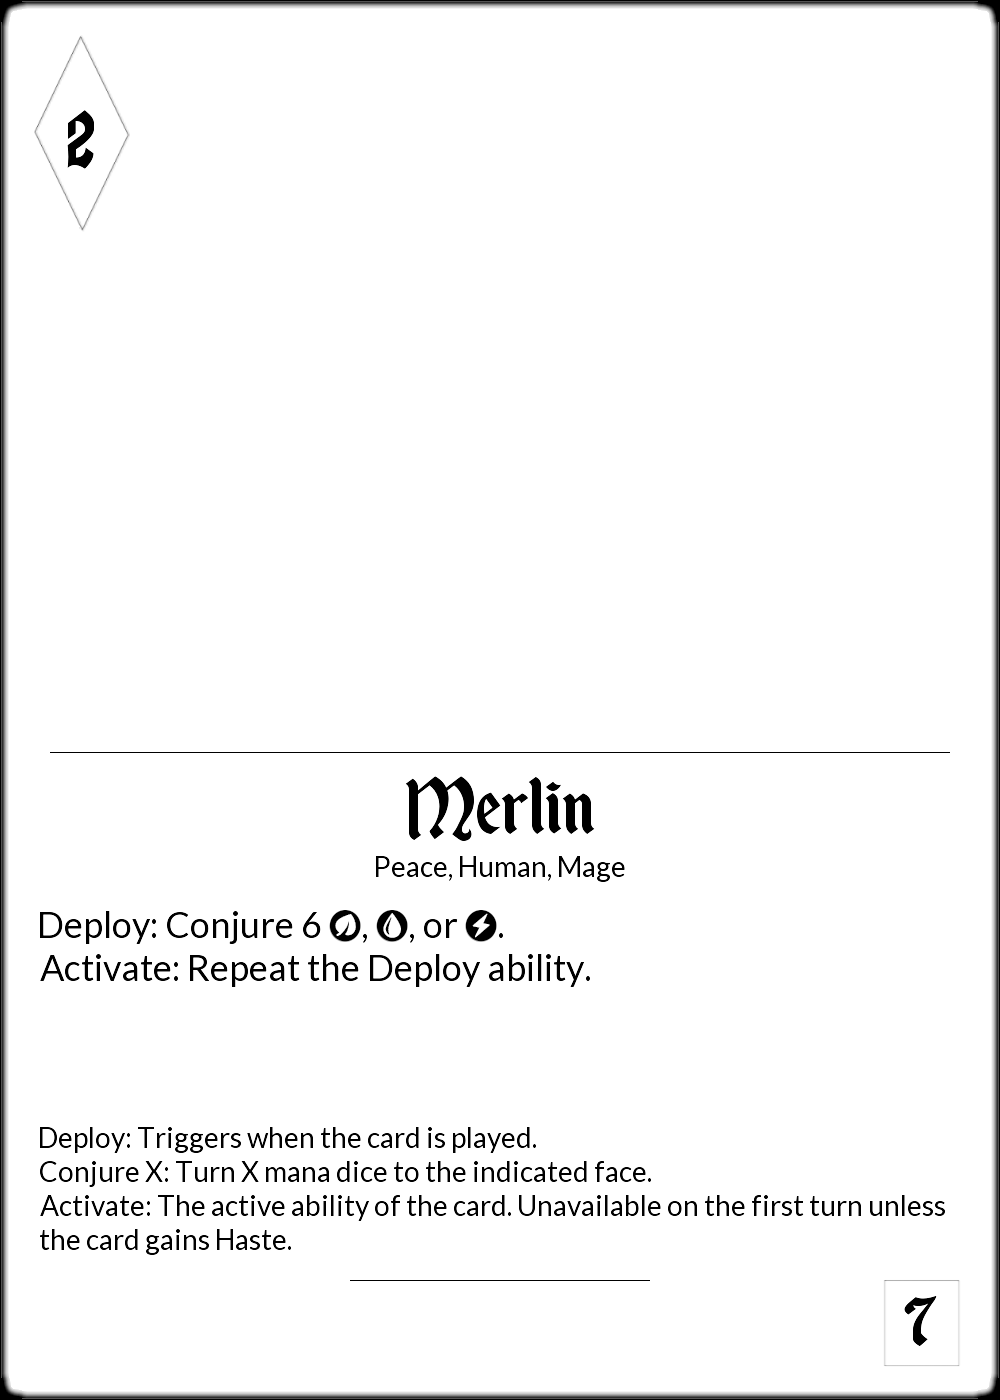 2
Merlin
Peace, Human, Mage
Deploy: Conjure 6 , , or .
Activate: Repeat the Deploy ability.
Deploy: Triggers when the card is played.
Conjure X: Turn X mana dice to the indicated face.
Activate: The active ability of the card. Unavailable on the first turn unless
the card gains Haste.
7